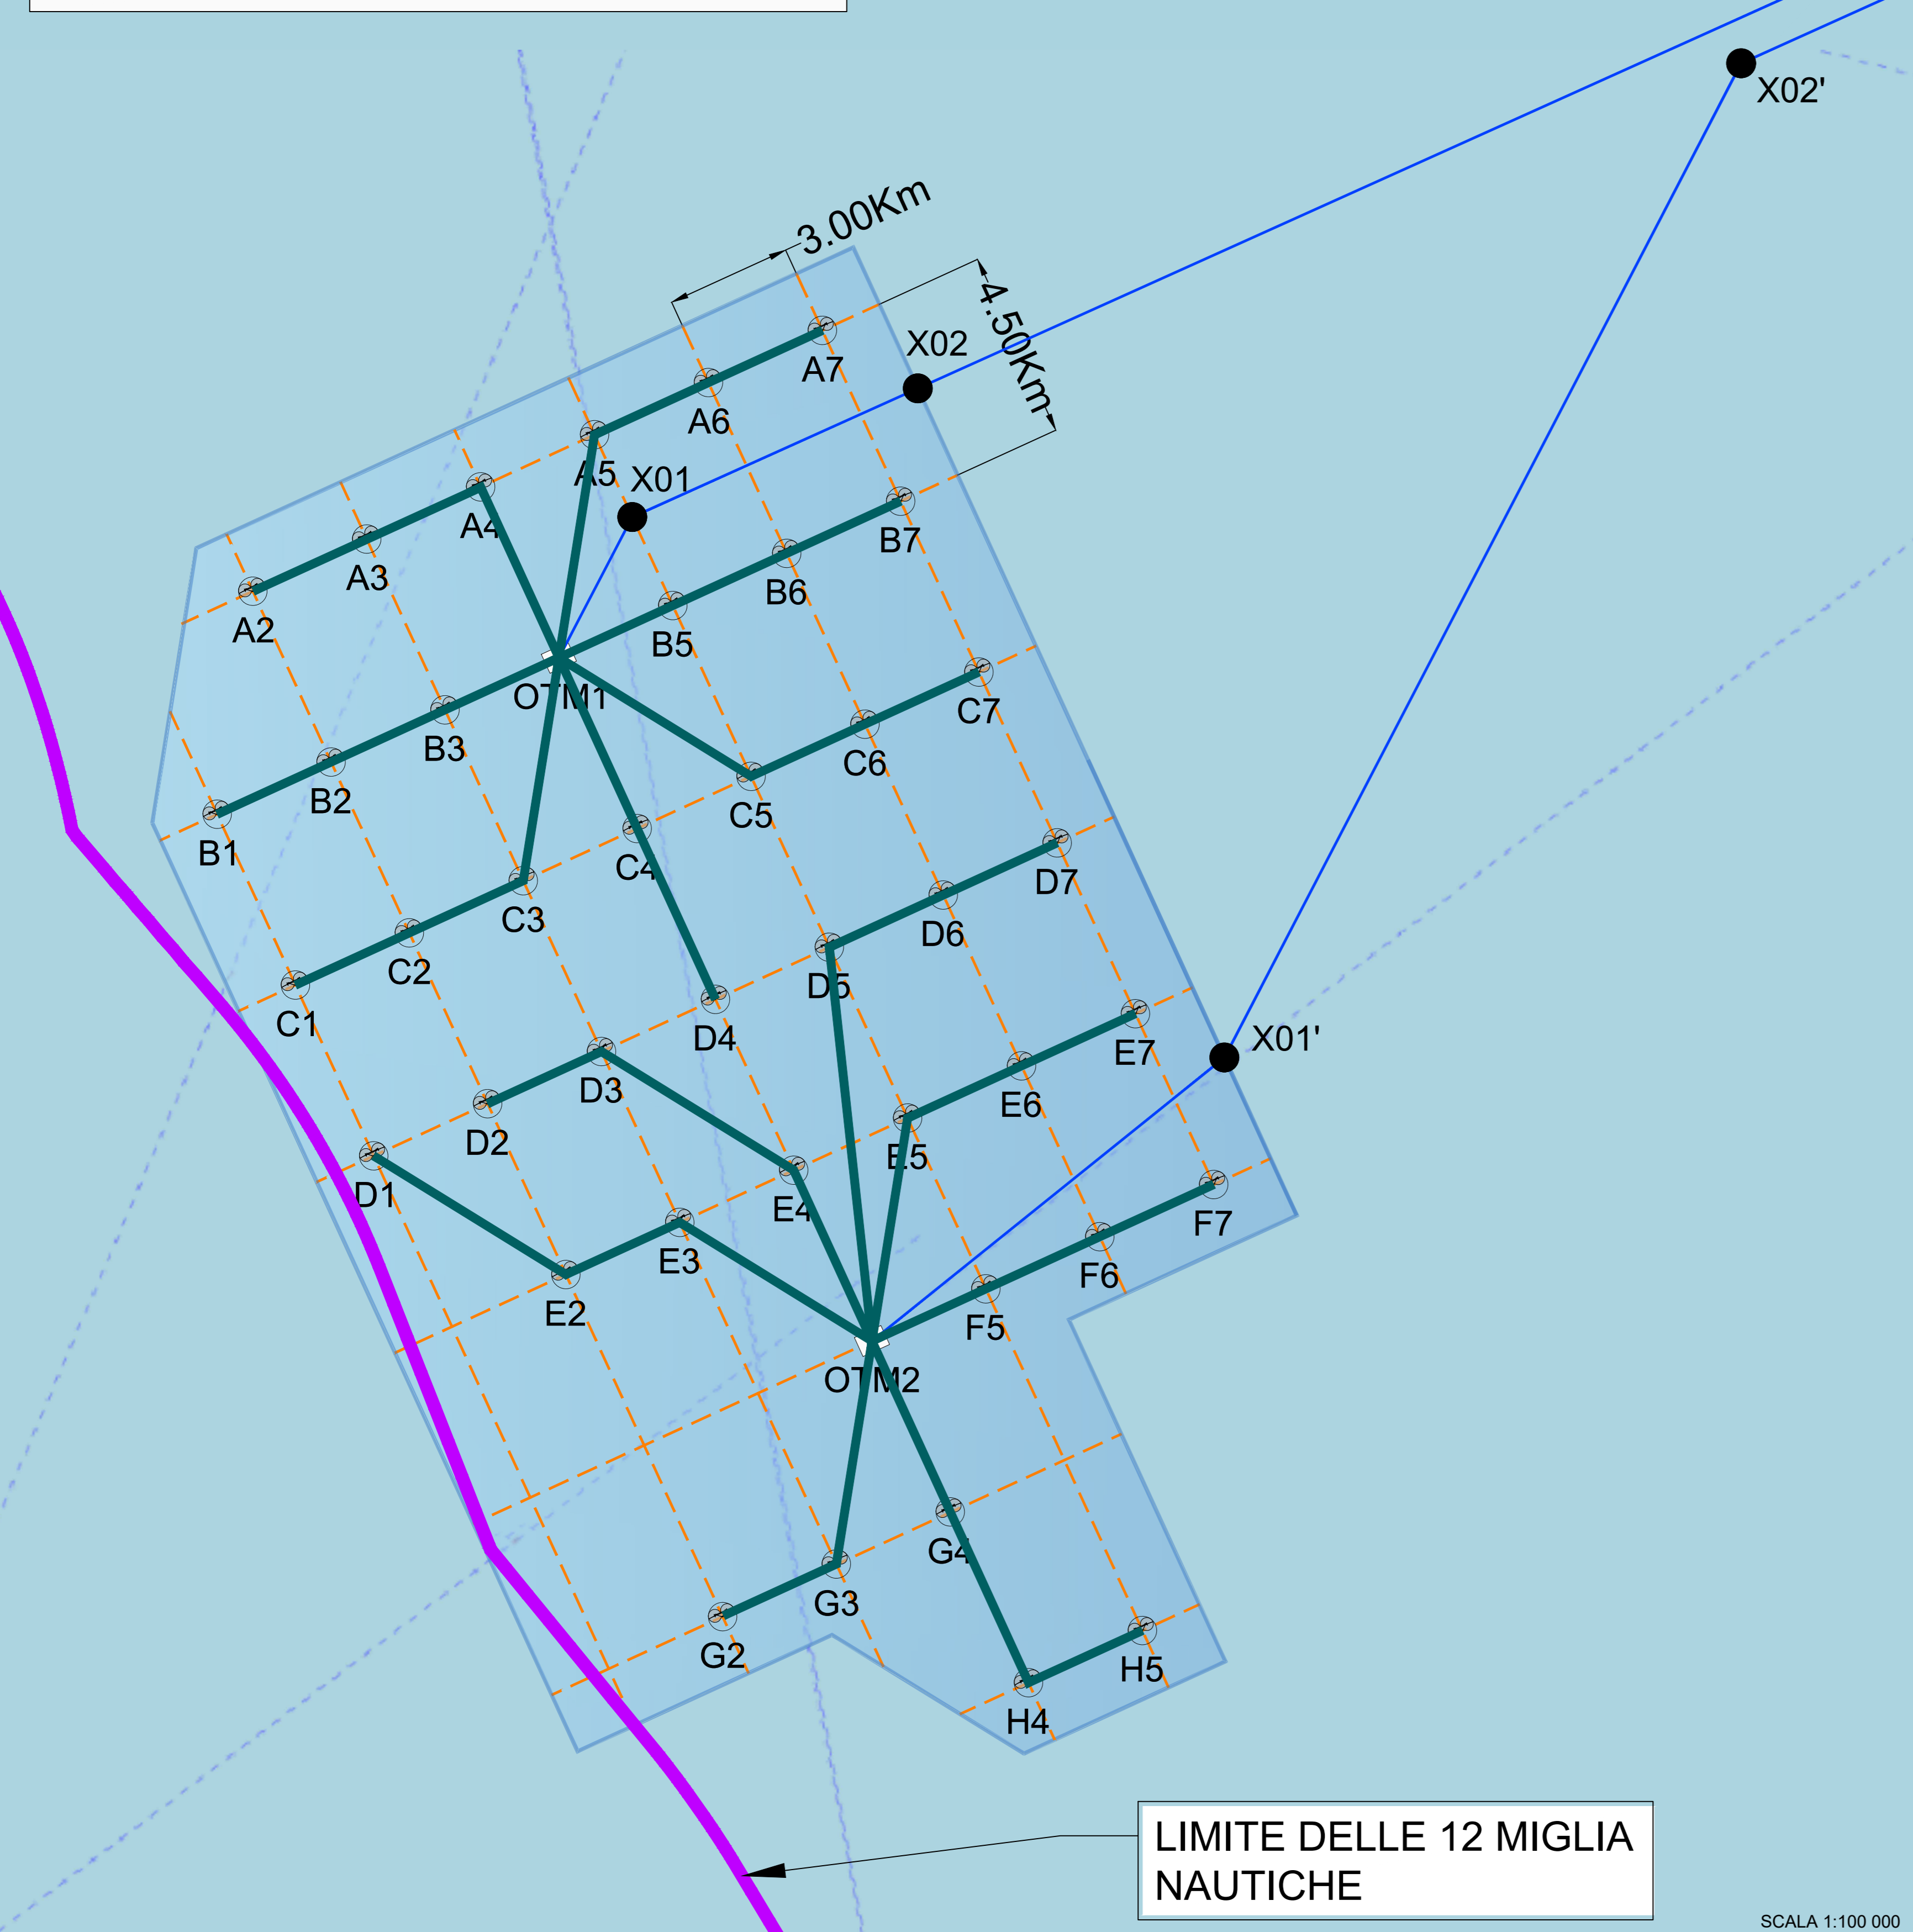 X02'
3.00Km
4.50Km
X02
A7
A6
A5
X01
A4
A3
A2
B7
B6
B5
OTM1
B3
B2
B1
C7
C6
C5
C4
C3
C2
C1
D7
D6
D5
D4
D3
D2
D1
X01'
E7
E6
E5
E4
E3
E2
F7
F6
F5
OTM2
G4
G3
G2
H5
H4
LIMITE DELLE 12 MIGLIA
NAUTICHE
SCALA 1:100 000